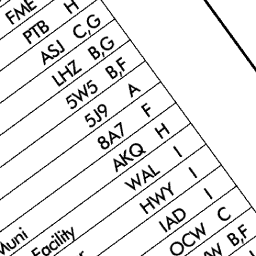 FME
PTB H
ASJ C,G
LHZ B,G
5W5 B,F
5J9 A
8A7 F
AKQ H
WAL I
HWY I
IAD I
OCW C
W B,F
Muni
Facility